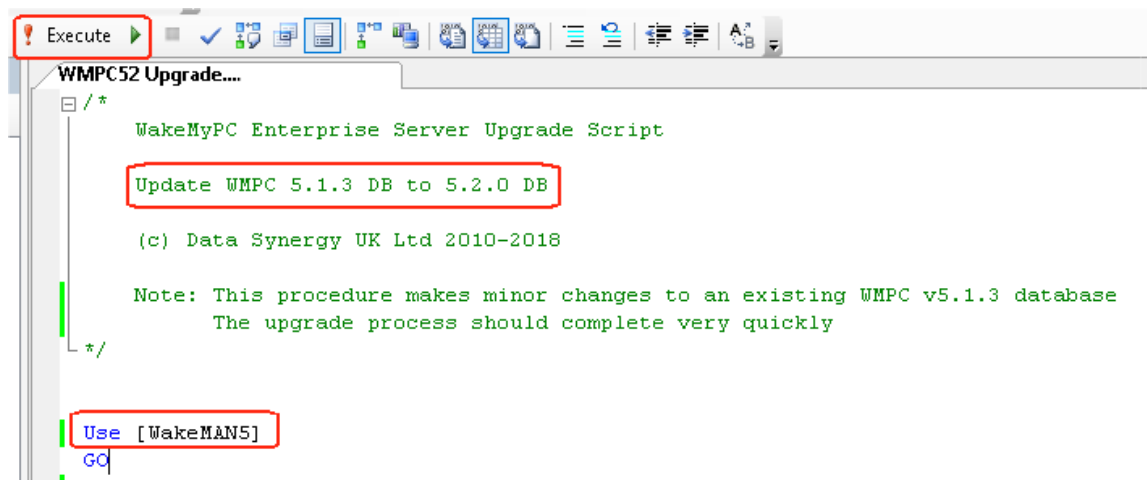 Execute
WMPC52 Upgrade....
/*
WakeMyPC Enterprise Server Upgrade Script
Update WMPC 5.1.3 DB to 5.2.0 DB
(c) Data Synergy UK Ltd 2010-2018
Note: This procedure makes minor changes to an existing WMPC v5.1.3 database
The upgrade process should complete very quickly
*/
Use [WakeMAN5]
GO